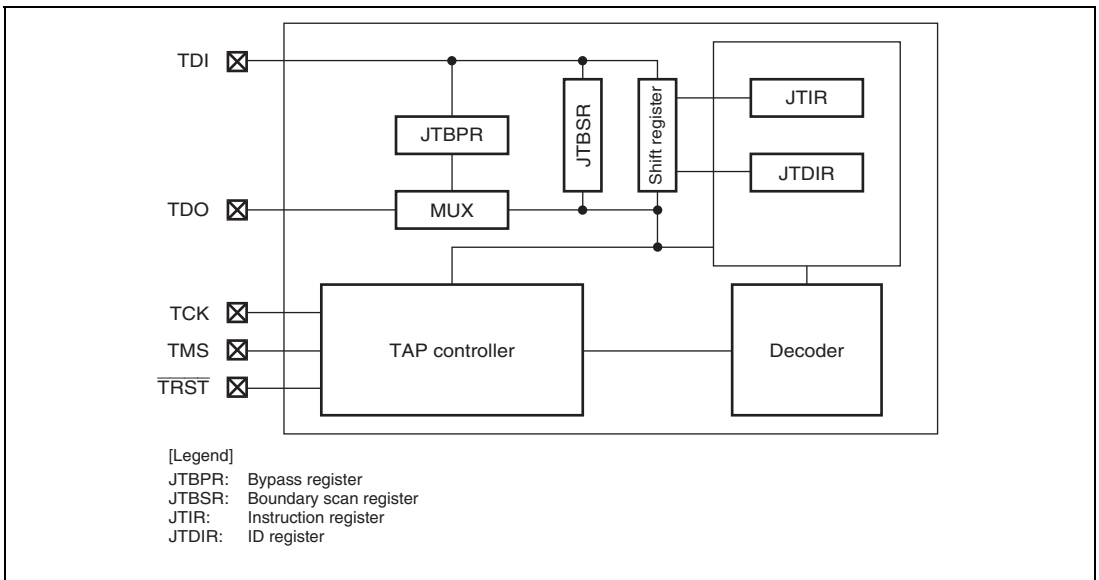 TDI
JTBPR
JTBSR
Shift register
JTIR
JTDIR
TDO
MUX
TCK
TMS
TRST
TAP controller
Decoder
[Legend]
JTBPR: Bypass register
JTBSR: Boundary scan register
JTIR: Instruction register
JTDIR: ID register